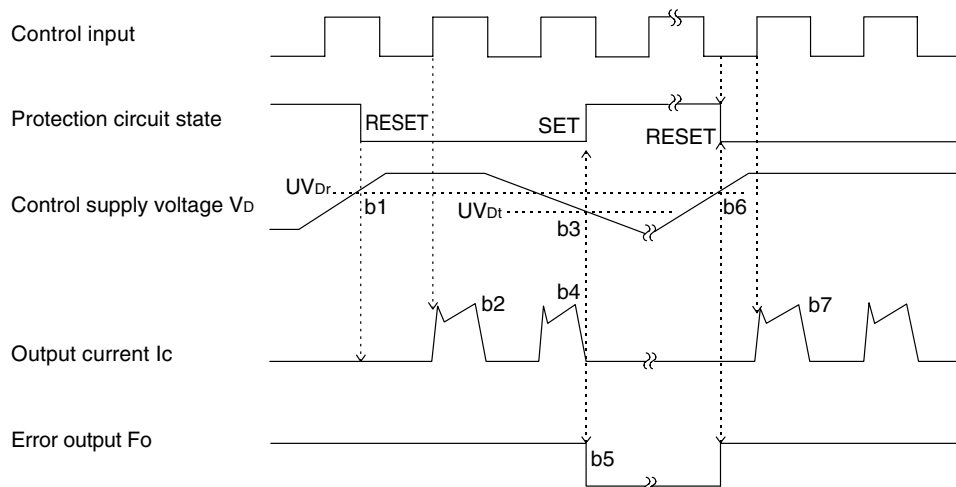 Control input
Protection circuit state
RESET
SET
RESET
Control supply voltage VD
UVDr
b1
UVDt
b3
b6
Output current Ic
b2
b4
b7
Error output Fo
b5